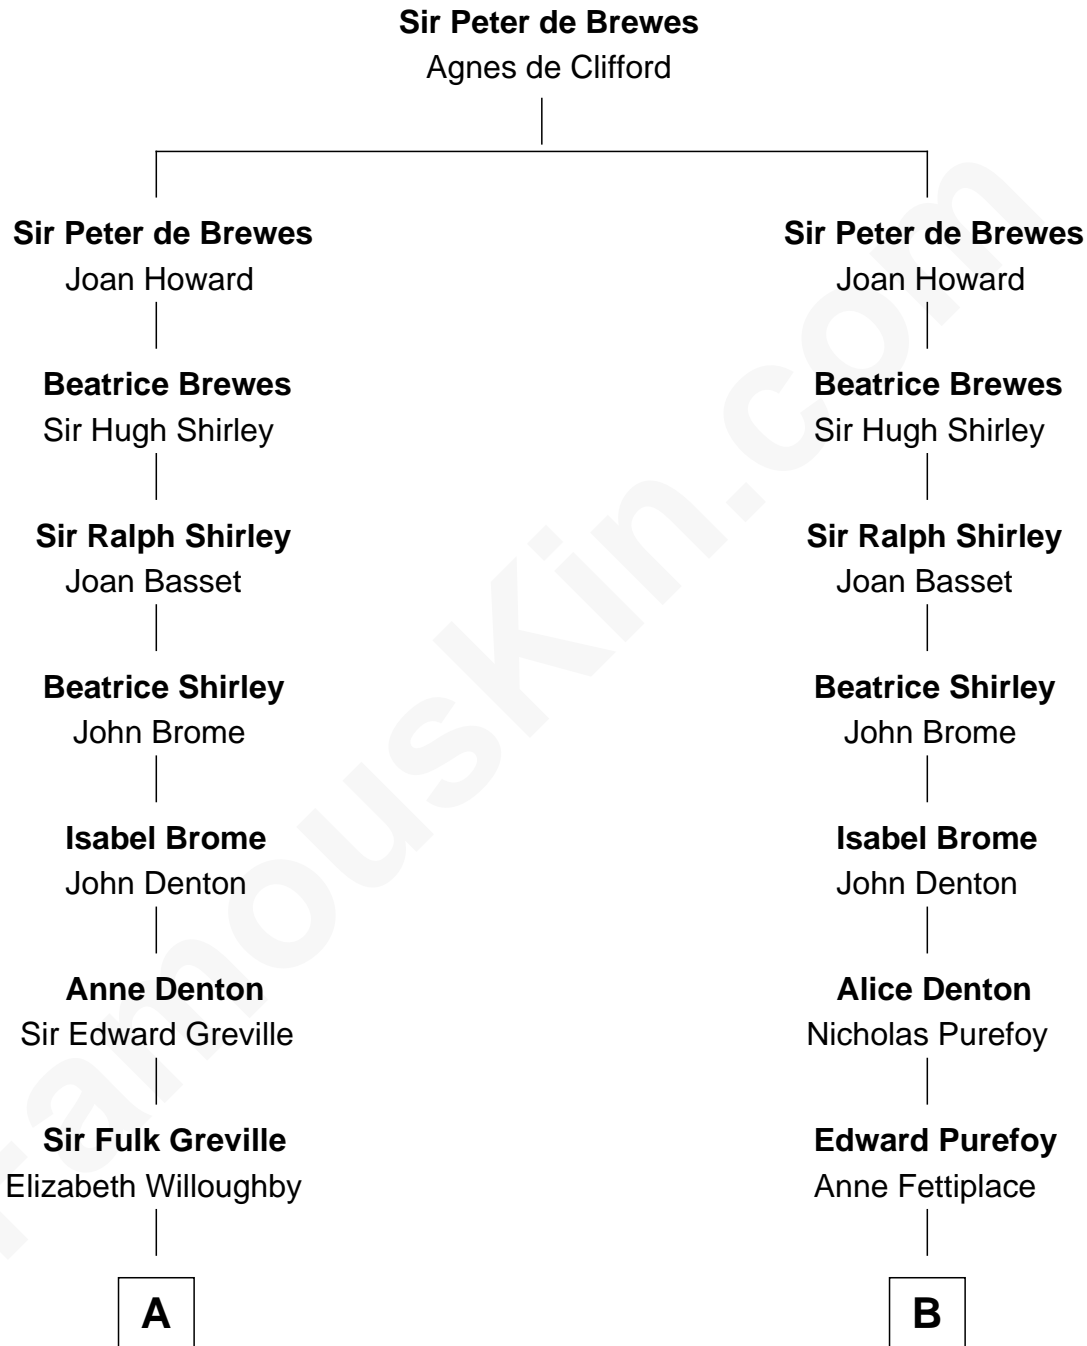 Sir Peter de Brewes
Agnes de Clifford
Sir Peter de Brewes
Joan Howard
Sir Peter de Brewes
Joan Howard
Beatrice Brewes
Sir Hugh Shirley
Beatrice Brewes
Sir Hugh Shirley
Sir Ralph Shirley
Joan Basset
Sir Ralph Shirley
Joan Basset
Beatrice Shirley
John Brome
Beatrice Shirley
John Brome
Isabel Brome
John Denton
Isabel Brome
John Denton
Anne Denton
Sir Edward Greville
Alice Denton
Nicholas Purefoy
Sir Fulk Greville
Elizabeth Willoughby
Edward Purefoy
Anne Fettiplace
A
B
FamousKin.com